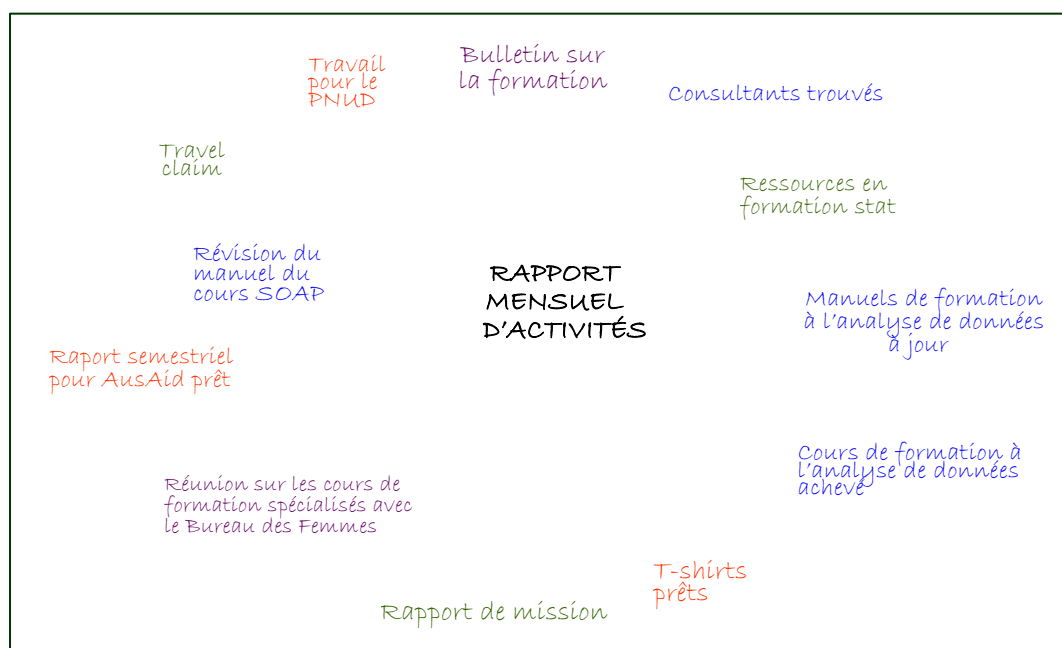 Bulletin sur
la formation
Travail
pour le
PNUD
Consultants trouvés
Travel
claim
Ressources en
formation stat
Révision du
manuel du
cours SOAP
RAPPORT
MENSUEL
D'ACTIVITÉS
Manuels de formation
à l'analyse de données
à jour
Raport semestriel
pour AusAid prêt
Cours de formation à
l'analyse de données
achevé
Réunion sur les cours de
formation spécialisés avec
le Bureau des Femmes
T-shirts
prêts
Rapport de mission